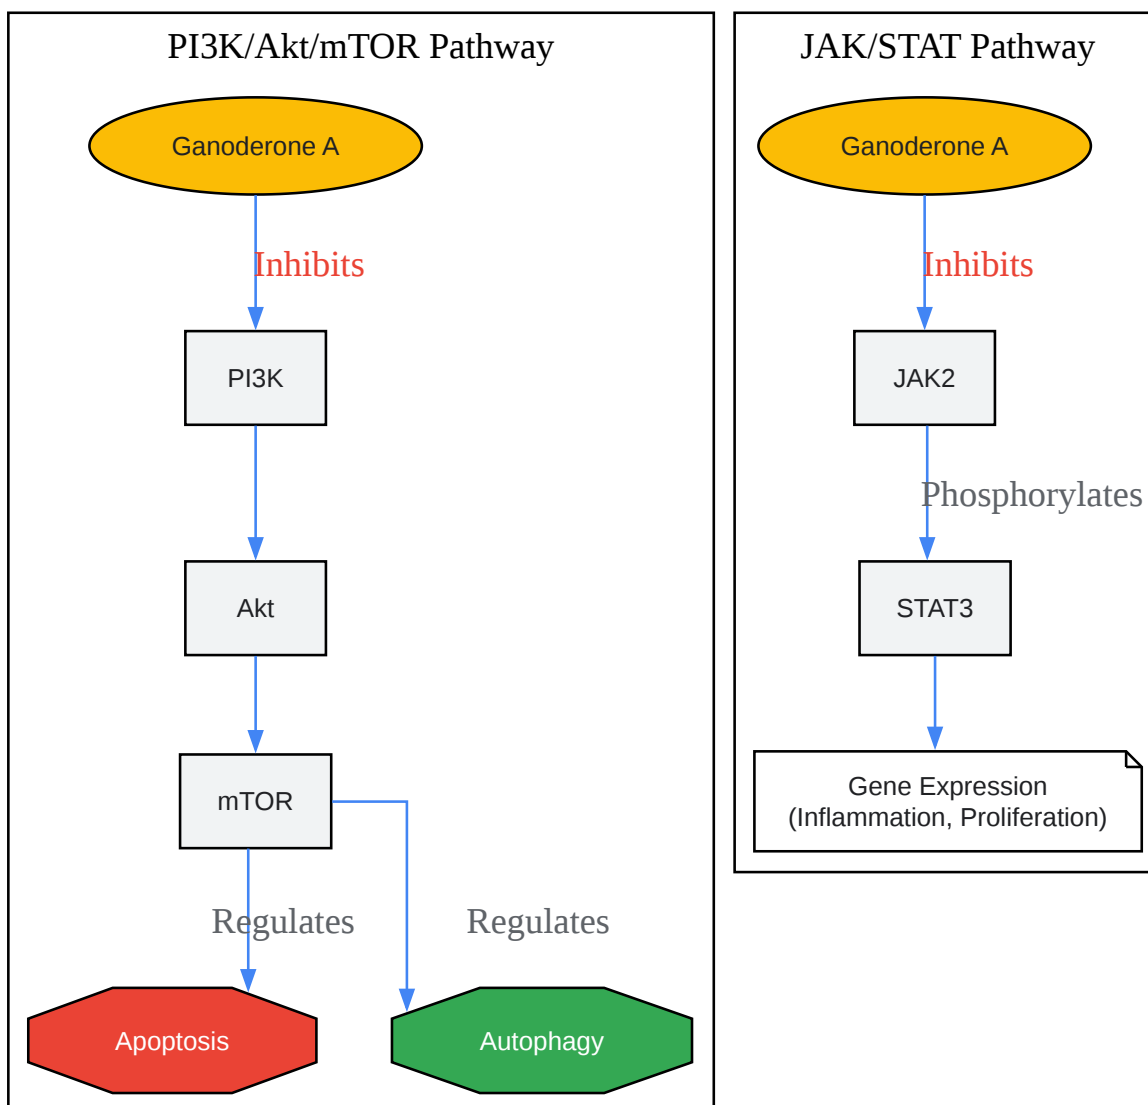 PI3K/Akt/mTOR Pathway
Ganoderone A
Inhibits
PI3K
Akt
mTOR
Regulates
Regulates
Apoptosis
Autophagy
JAK/STAT Pathway
Ganoderone A
Inhibits
JAK2
Phosphorylates
STAT3
Gene Expression
(Inflammation, Proliferation)